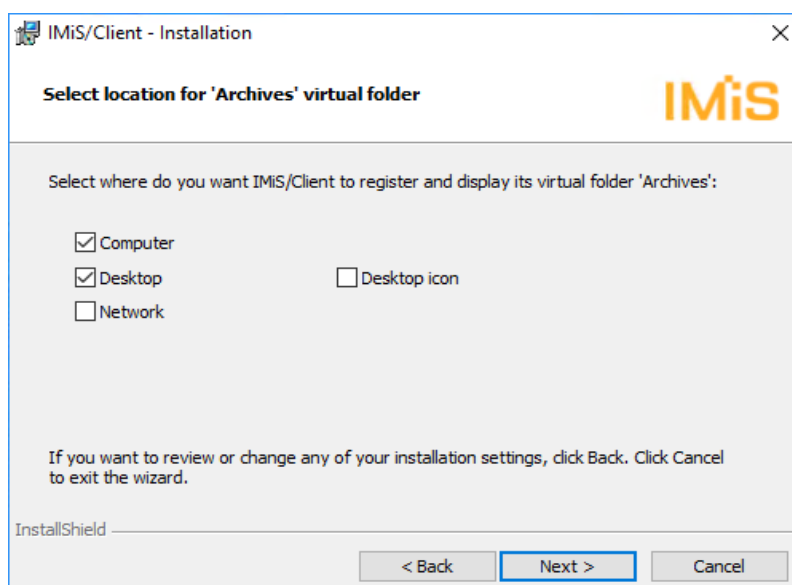 IMiS/Client - Installation
Select location for 'Archives' virtual folder
IMiS
Select where do you want IMiS/Client to register and display its virtual folder 'Archives':
Computer
Desktop
Desktop icon
Network
If you want to review or change any of your installation settings, click Back. Click Cancel
to exit the wizard.
InstallShield
< Back
Next >
Cancel